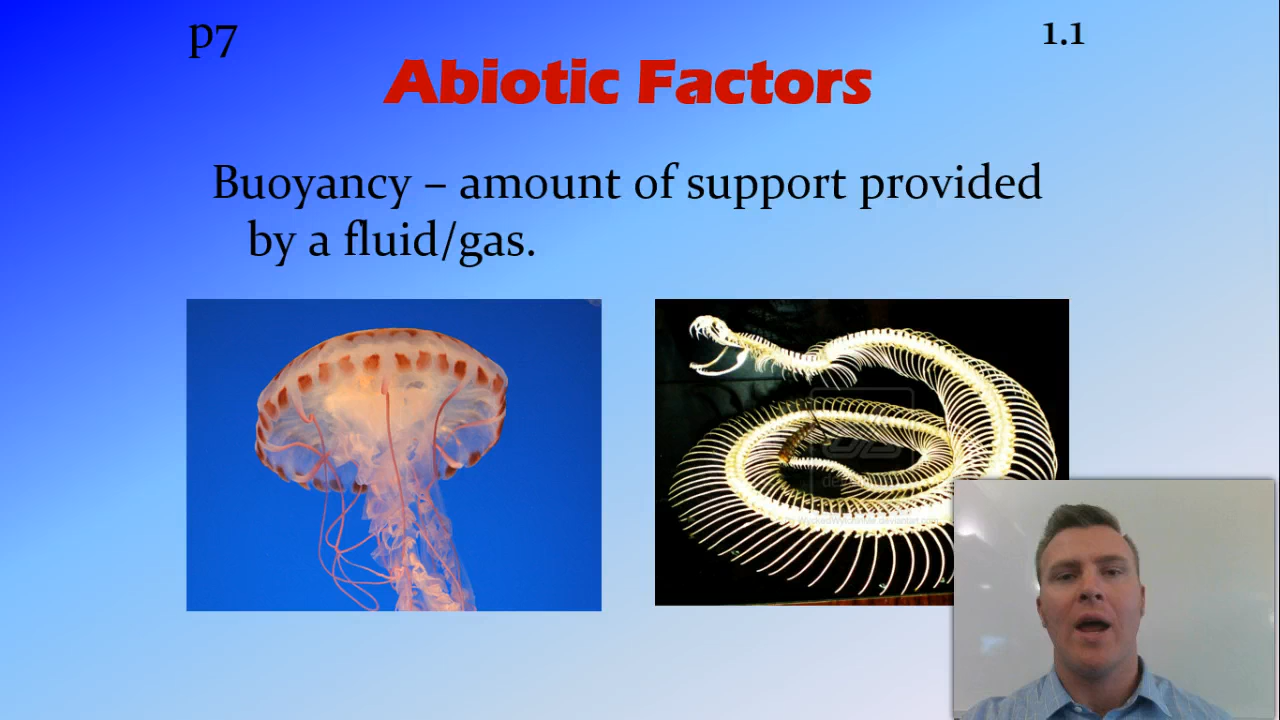 p7
1.1
Abiotic Factors
Buoyancy – amount of support provided
by a fluid/gas.